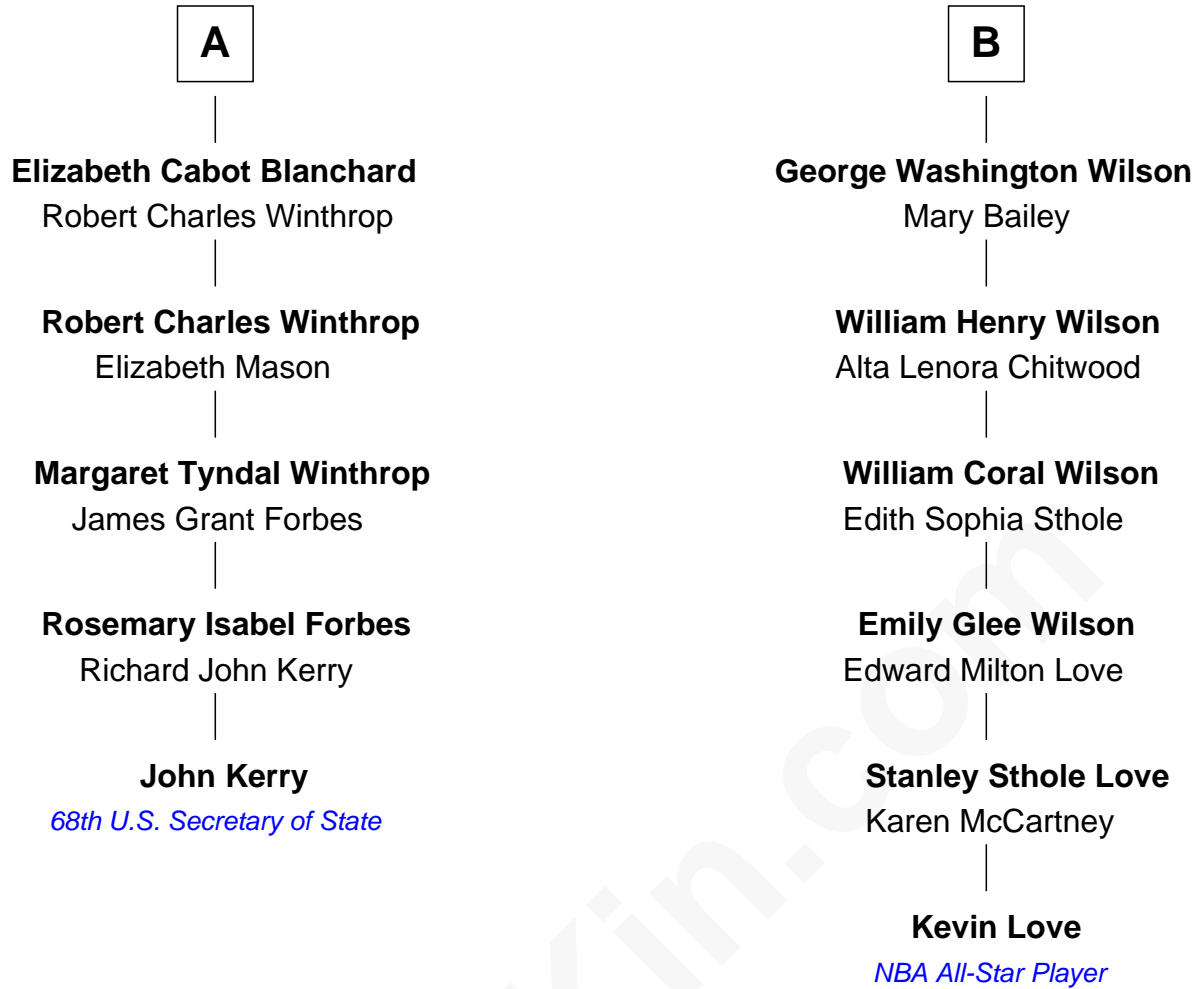 A
Elizabeth Cabot Blanchard
Robert Charles Winthrop
Robert Charles Winthrop
Elizabeth Mason
Margaret Tyndal Winthrop
James Grant Forbes
Rosemary Isabel Forbes
Richard John Kerry
John Kerry
68th U.S. Secretary of State
B
George Washington Wilson
Mary Bailey
William Henry Wilson
Alta Lenora Chitwood
William Coral Wilson
Edith Sophia Sthole
Emily Glee Wilson
Edward Milton Love
Stanley Sthole Love
Karen McCartney
Kevin Love
NBA All-Star Player